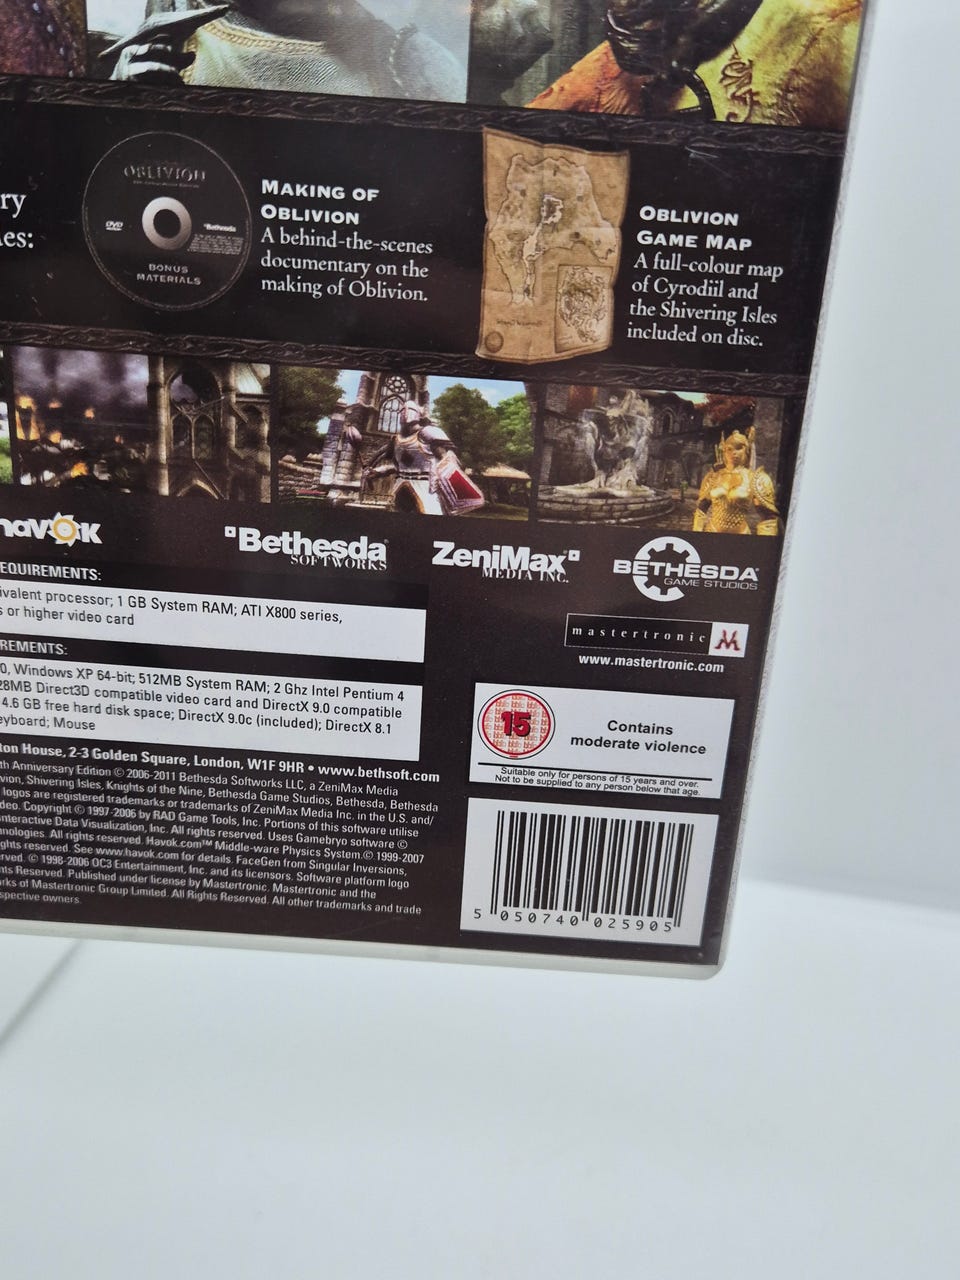 ry
es:
OBLIVION
DVD
Bethesda
BONUS
MATERIALS
MAKING OF
OBLIVION
A behind-the-scenes
documentary on the
making of Oblivion.
OBLIVION
GAME MAP
A full-colour map
of Cyrodiil and
the Shivering Isles
included on disc.
havok
Bethesda
SOFTWORKS
ZeniMax
MEDIA INC.
BETHESDA
GAME STUDIOS
mastertronic M
www.mastertronic.com
EQUIREMENTS:
ivalent processor; 1 GB System RAM; ATI X800 series,
s or higher video card
REMENTS:
0, Windows XP 64-bit; 512MB System RAM; 2 Ghz Intel Pentium 4
28MB Direct3D compatible video card and DirectX 9.0 compatible
4.6 GB free hard disk space; DirectX 9.0c (included); DirectX 8.1
eyboard; Mouse
ton House, 2-3 Golden Square, London, W1F 9HR • www.bethsoft.com
th Anniversary Edition © 2006-2011 Bethesda Softworks LLC, a ZeniMax Media
vion, Shivering Isles, Knights of the Nine, Bethesda Game Studios, Bethesda, Bethesda
logos are registered trademarks or trademarks of ZeniMax Media Inc. in the U.S. and/
deo. Copyright © 1997-2006 by RAD Game Tools, Inc. Portions of this software utilise
nteractive Data Visualization, Inc. All rights reserved. Uses Gamebryo software ©
nologies. All rights reserved. Havok.com™ Middle-ware Physics System.© 1999-2007
ghts reserved. See www.havok.com for details. FaceGen from Singular Inversions,
rved. © 1998-2006 OC3 Entertainment, Inc. and its licensors. Software platform logo
hts Reserved. Published under license by Mastertronic. Mastertronic and the
arks of Mastertronic Group Limited. All Rights Reserved. All other trademarks and trade
spective owners.
15
Contains
moderate violence
Suitable only for persons of 15 years and over.
Not to be supplied to any person below that age.
5 050740 025905